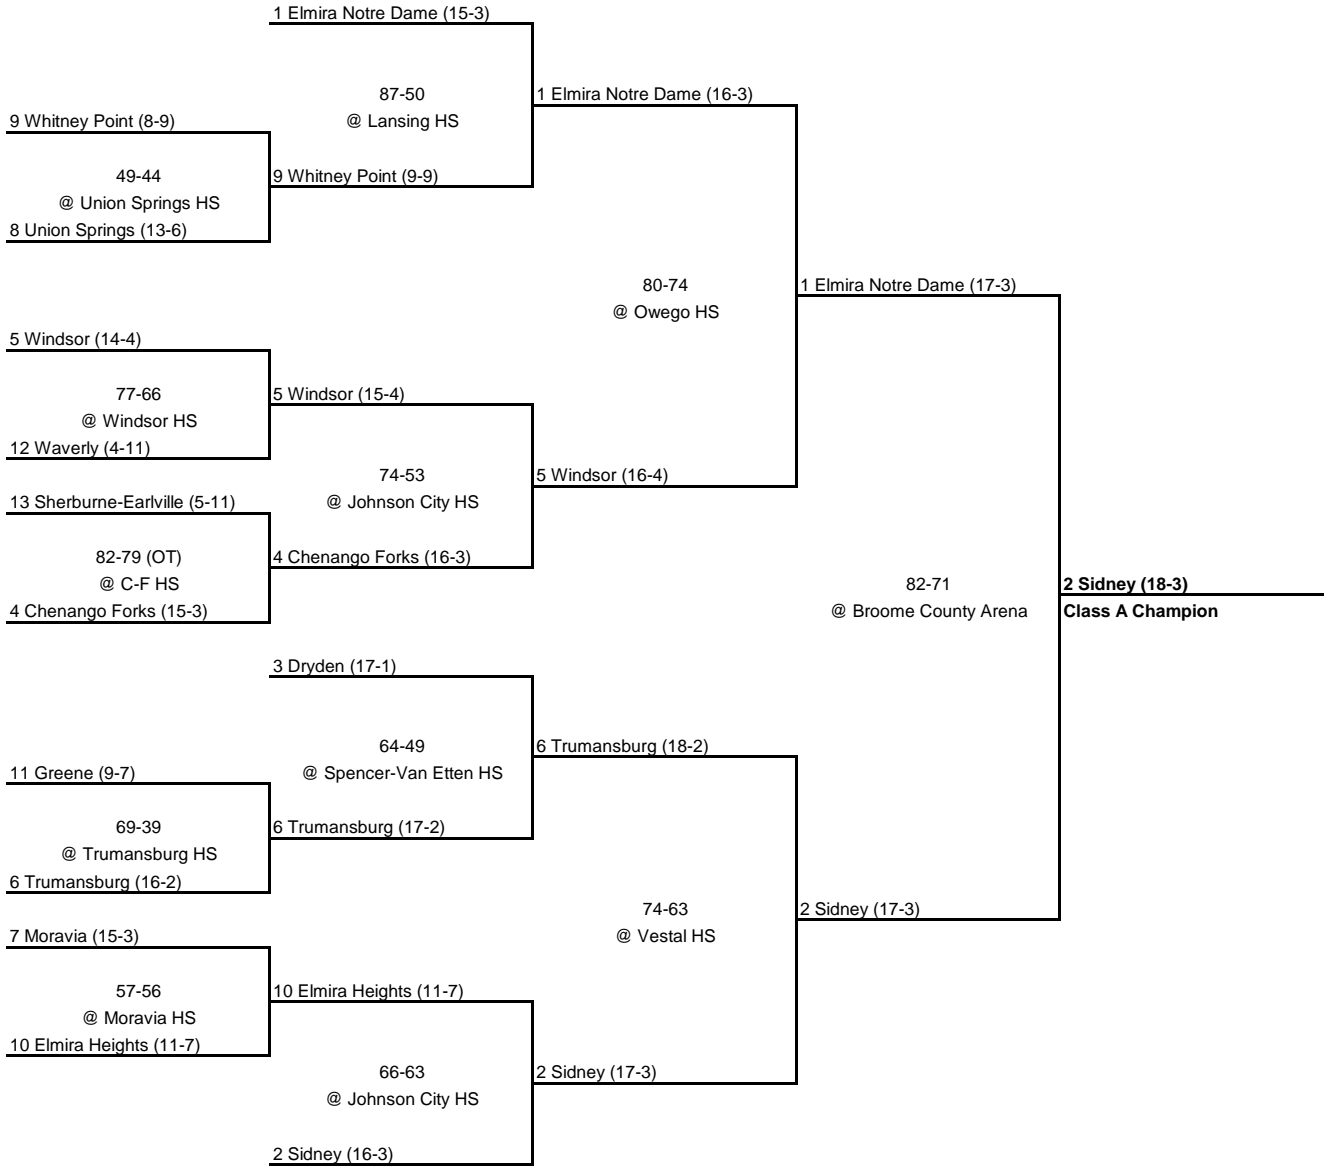 1 Elmira Notre Dame (15-3)
87-50
@ Lansing HS
1 Elmira Notre Dame (16-3)
9 Whitney Point (8-9)
49-44
@ Union Springs HS
9 Whitney Point (9-9)
8 Union Springs (13-6)
80-74
@ Owego HS
1 Elmira Notre Dame (17-3)
5 Windsor (14-4)
77-66
@ Windsor HS
5 Windsor (15-4)
12 Waverly (4-11)
74-53
@ Johnson City HS
5 Windsor (16-4)
13 Sherburne-Earlville (5-11)
82-79 (OT)
@ C-F HS
4 Chenango Forks (16-3)
4 Chenango Forks (15-3)
82-71
@ Broome County Arena
2 Sidney (18-3)
Class A Champion
3 Dryden (17-1)
64-49
@ Spencer-Van Etten HS
6 Trumansburg (18-2)
11 Greene (9-7)
69-39
@ Trumansburg HS
6 Trumansburg (17-2)
6 Trumansburg (16-2)
74-63
@ Vestal HS
2 Sidney (17-3)
7 Moravia (15-3)
57-56
@ Moravia HS
10 Elmira Heights (11-7)
10 Elmira Heights (11-7)
66-63
@ Johnson City HS
2 Sidney (17-3)
2 Sidney (16-3)